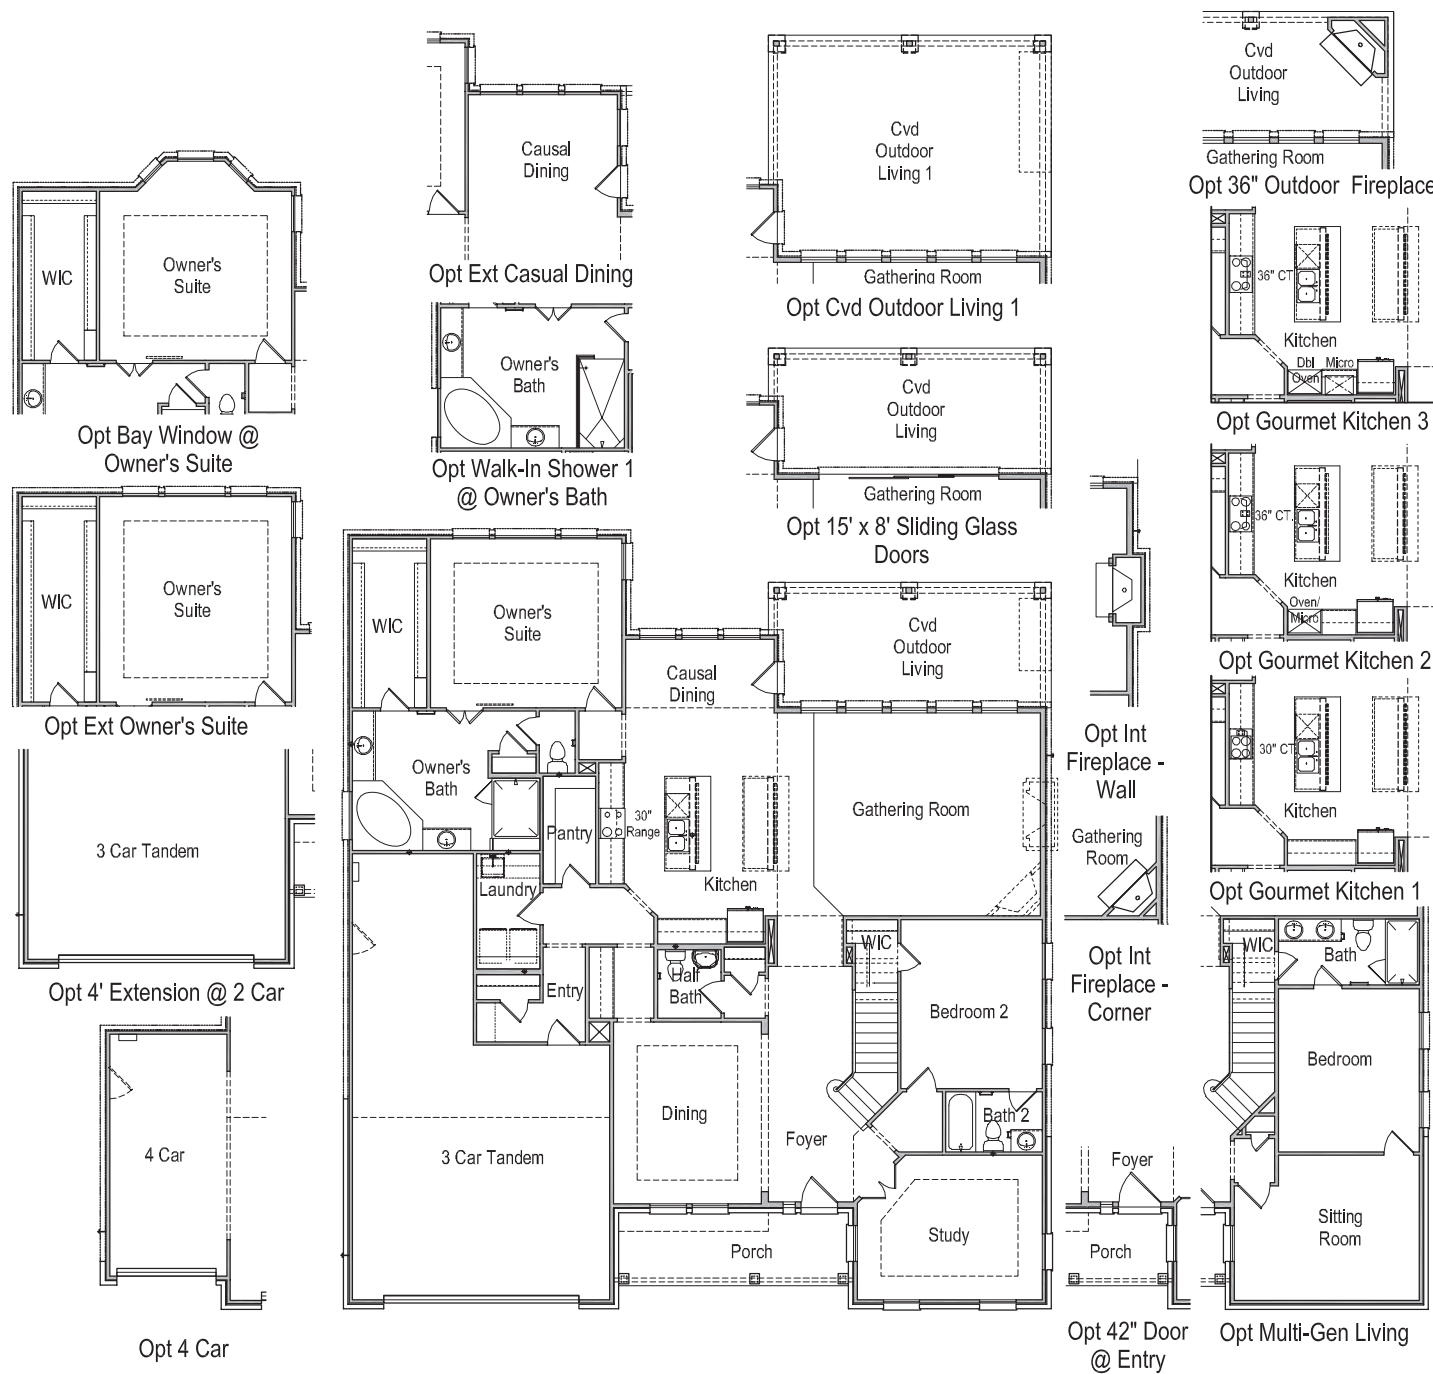 WIC
Owner's
Suite
Opt Bay Window @
Owner's Suite
WIC
Owner's
Suite
Opt Ext Owner's Suite
3 Car Tandem
Opt 4' Extension @ 2 Car
4 Car
Opt 4 Car
Causal
Dining
Opt Ext Casual Dining
Owner's
Bath
Opt Walk-In Shower 1
@ Owner's Bath
Cvd
Outdoor
Living 1
Gathering Room
Opt Cvd Outdoor Living 1
Cvd
Outdoor
Living
Gathering Room
Opt 15' x 8' Sliding Glass
Doors
WIC
Owner's
Suite
Causal
Dining
Cvd
Outdoor
Living
Owner's
Bath
Pantry
30"
Range
Gathering Room
Laundry
Kitchen
WIC
Half
Bath
Entry
Bedroom 2
Dining
Bath 2
Foyer
3 Car Tandem
Study
Porch
Opt Int
Fireplace -
Wall
Gathering
Room
Opt Int
Fireplace -
Corner
Foyer
Porch
Opt 42" Door
@ Entry
Cvd
Outdoor
Living
Gathering Room
Opt 36" Outdoor Fireplace
36" CT
Kitchen
Dbl
Oven
Micro
Opt Gourmet Kitchen 3
36" CT.
Kitchen
Oven/
Micro
Opt Gourmet Kitchen 2
30" CT
Kitchen
Opt Gourmet Kitchen 1
WIC
Bath
Bedroom
Sitting
Room
Opt Multi-Gen Living